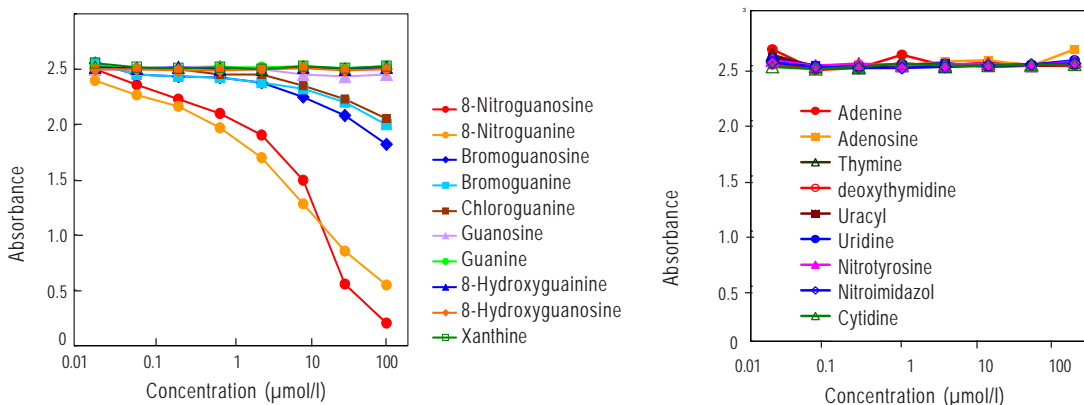 Absorbance
2.5
2.0
1.5
1.0
0.5
0
0.01
0.1
1
10
100
Concentration (µmol/l)
8-Nitroguanosine
8-Nitroguanine
Bromoguanosine
Bromoguanine
Chloroguanine
Guanosine
Guanine
8-Hydroxyguainine
8-Hydroxyguanosine
Xanthine
Absorbance
3
2.5
2.0
1.5
1.0
0.5
0
0.01
0.1
1
10
100
Concentration (µmol/l)
Adenine
Adenosine
Thymine
deoxythymidine
Uracyl
Uridine
Nitrotyrosine
Nitroimidazol
Cytidine